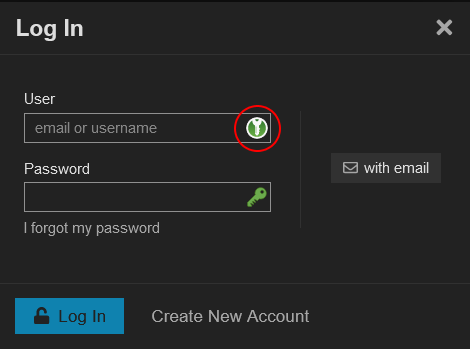 Log In
User
email or username
Password
with email
I forgot my password
Log In
Create New Account